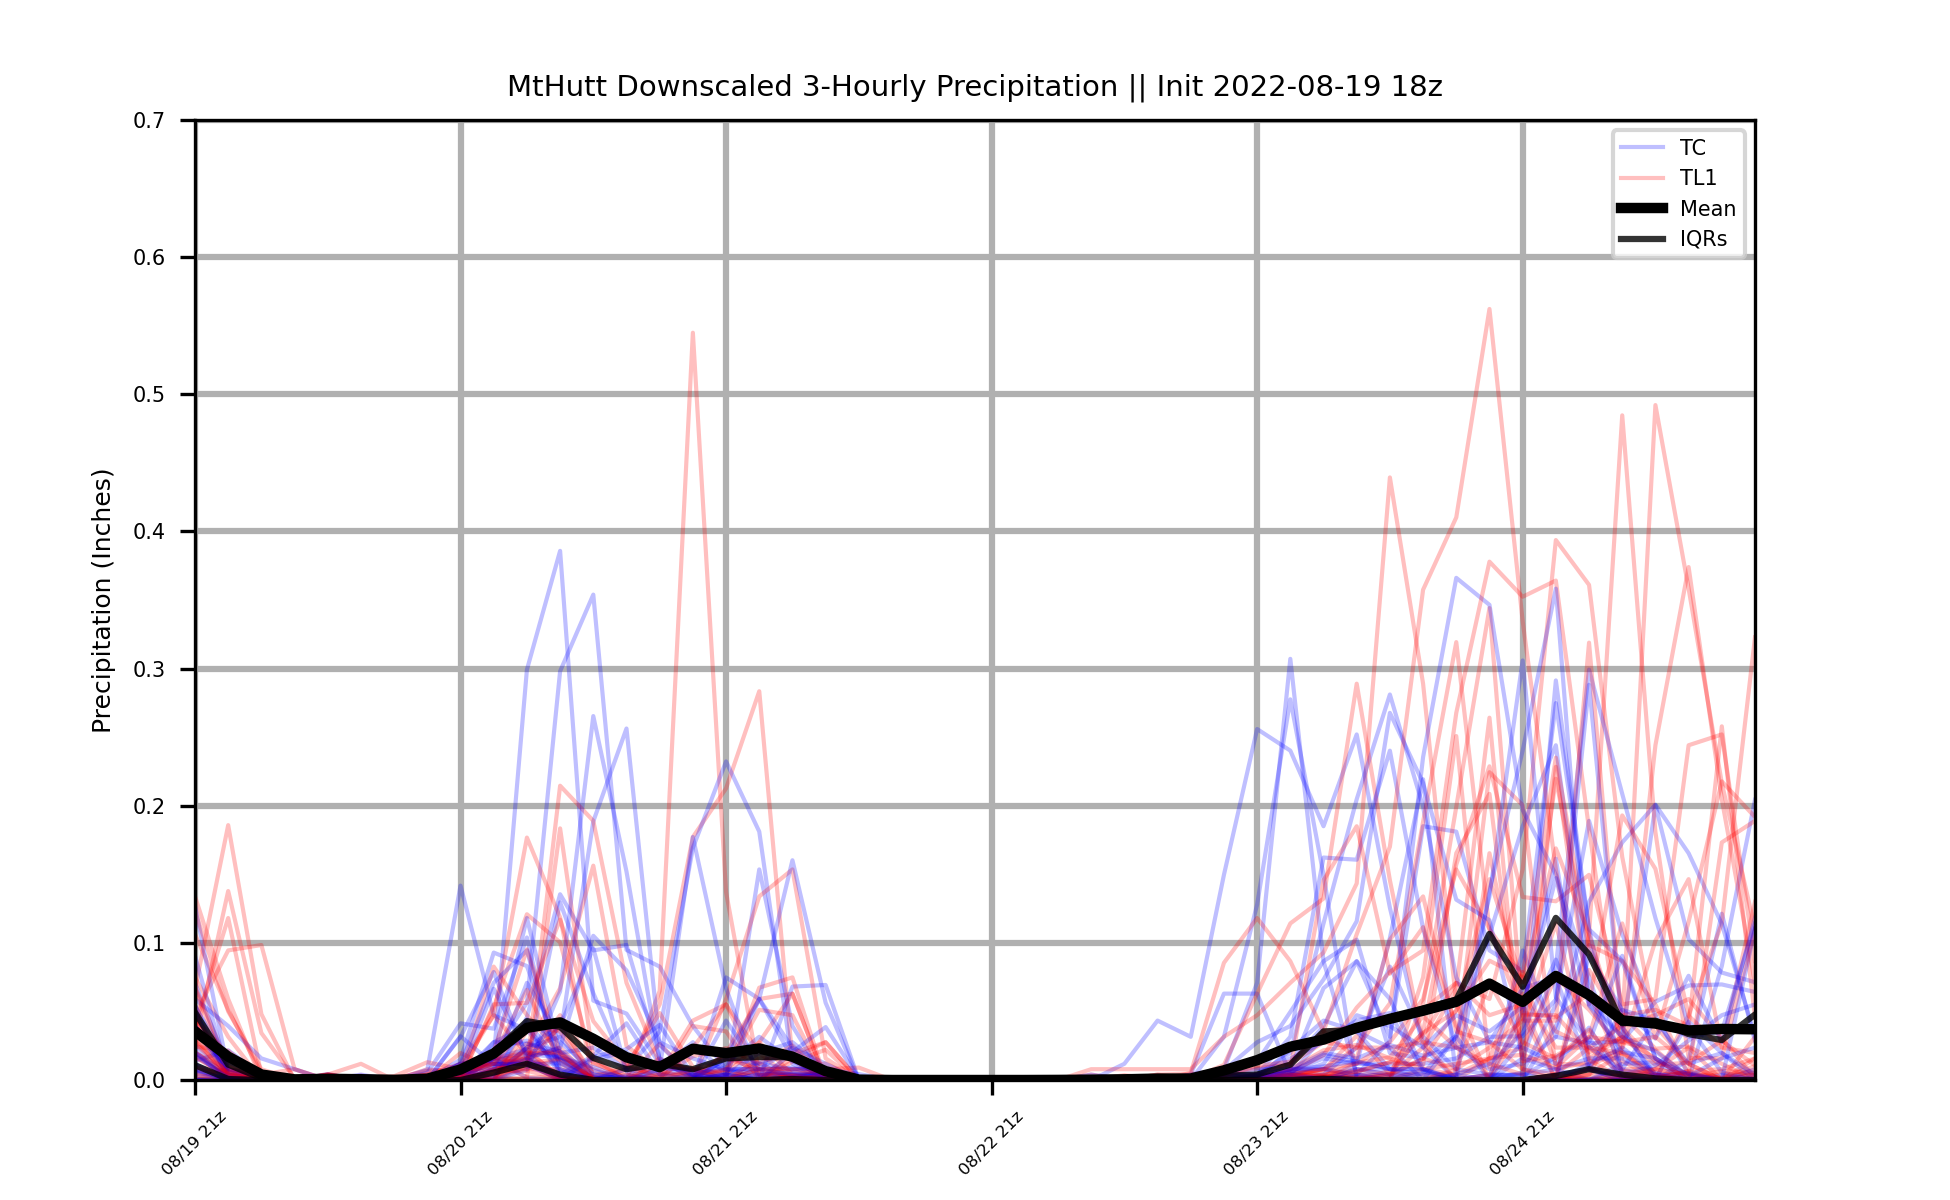 MtHutt Downscaled 3-Hourly Precipitation || Init 2022-08-19 18z
0.7
0.6
0.5
0.4
0.3
0.2
0.1
0.0
Precipitation (Inches)
TC
TL1
Mean
IQRs
08/19 21z
08/20 21z
08/21 21z
08/22 21z
08/23 21z
08/24 21z